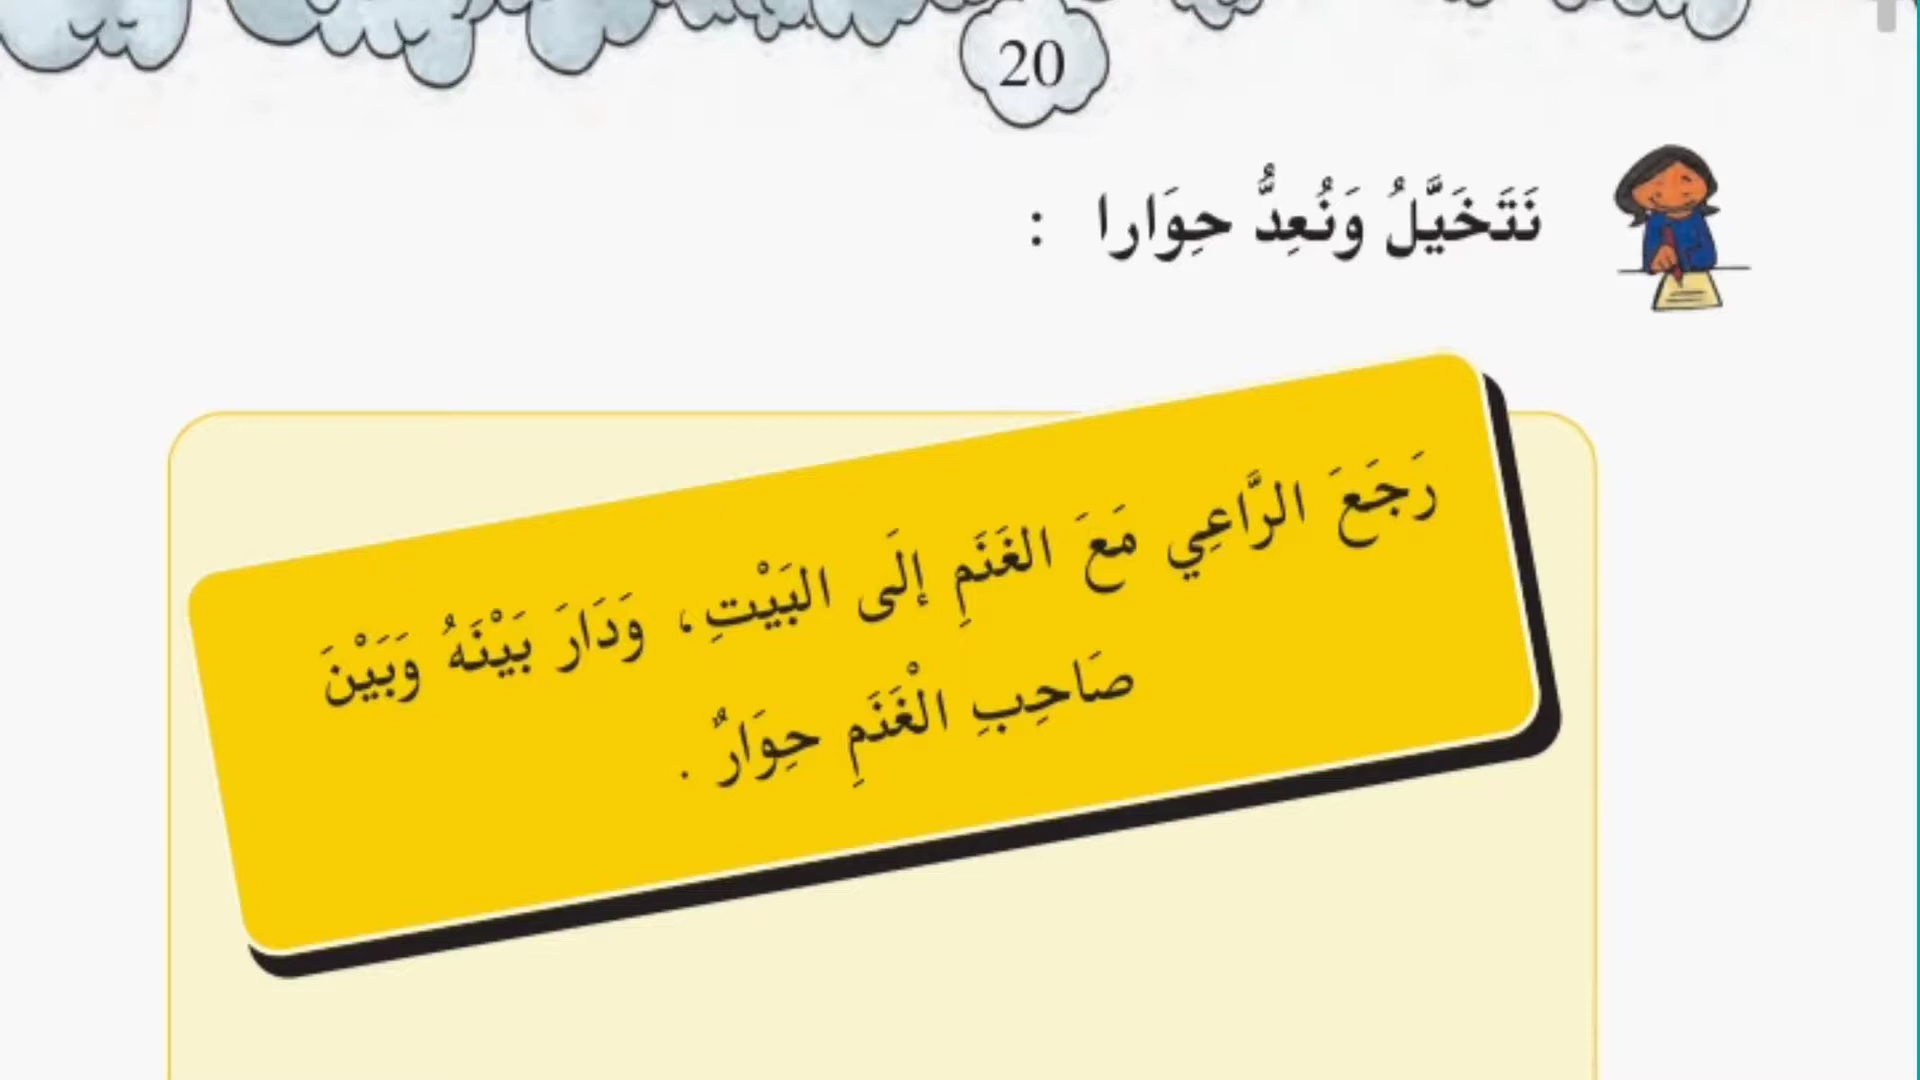 20
نَتَخَيَّلُ وَنُعِدُّ حِوَارا :
رَجَعَ الرَّاعِي مَعَ الغَنَمِ إلَى البَيْتِ، وَدَارَ بَيْنَهُ وَبَيْنَ
صَاحِبِ الْغَنَمِ حِوَارٌ .